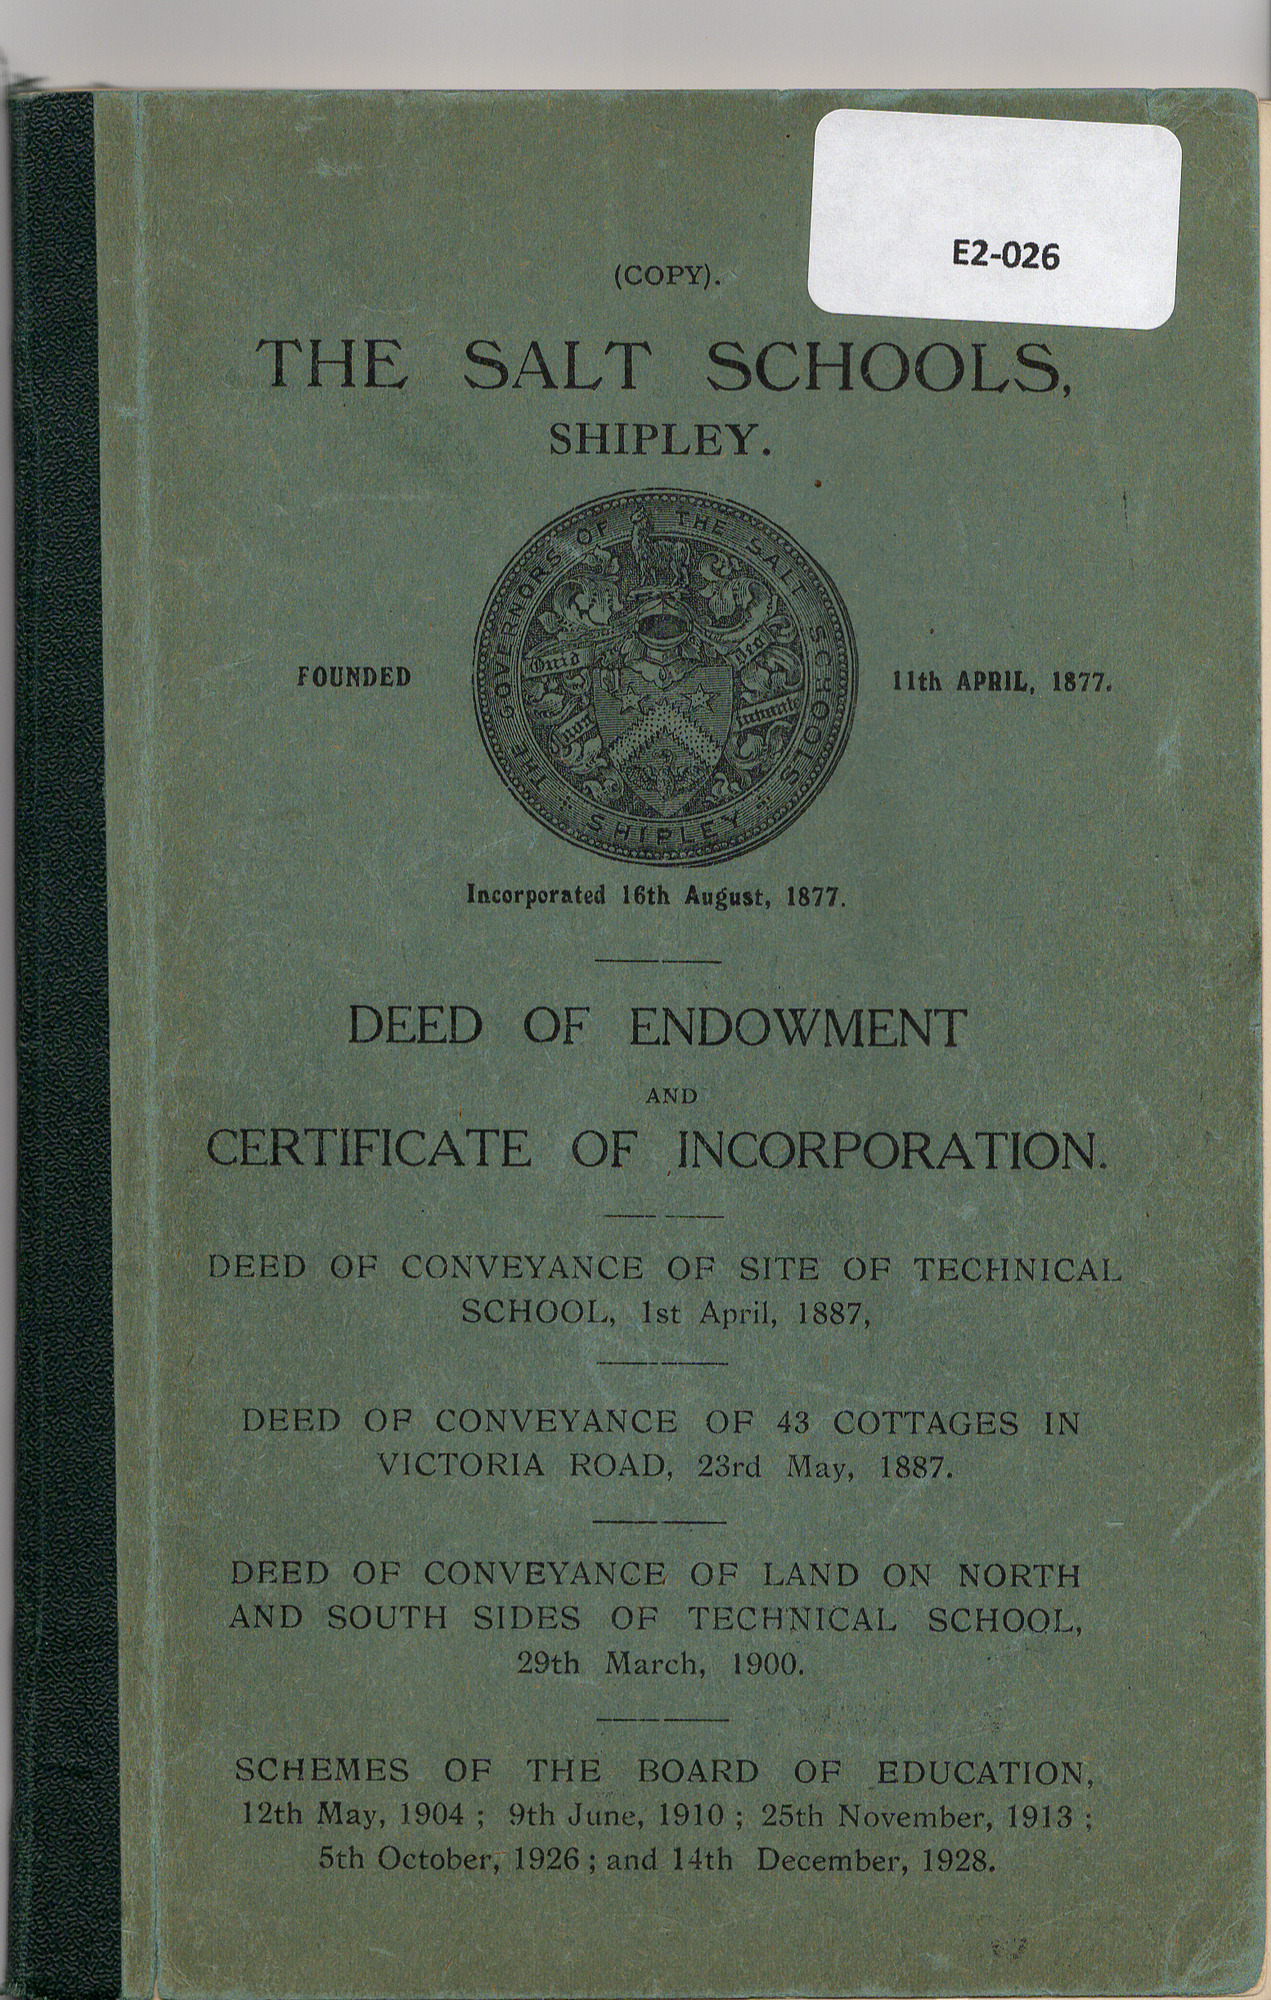 E2-026
(COPY).
THE SALT SCHOOLS,
SHIPLEY.
THE GOVERNORS OF THE SALT SCHOOLS
SHIPLEY
Quid
Deo
Quam
juvante
FOUNDED
11th APRIL, 1877.
Incorporated 16th August, 1877.
DEED OF ENDOWMENT
AND
CERTIFICATE OF INCORPORATION.
DEED OF CONVEYANCE OF SITE OF TECHNICAL
SCHOOL, 1st April, 1887,
DEED OF CONVEYANCE OF 43 COTTAGES IN
VICTORIA ROAD, 23rd May, 1887.
DEED OF CONVEYANCE OF LAND ON NORTH
AND SOUTH SIDES OF TECHNICAL SCHOOL,
29th March, 1900.
SCHEMES OF THE BOARD OF EDUCATION,
12th May, 1904 ; 9th June, 1910 ; 25th November, 1913 ;
5th October, 1926 ; and 14th December, 1928.